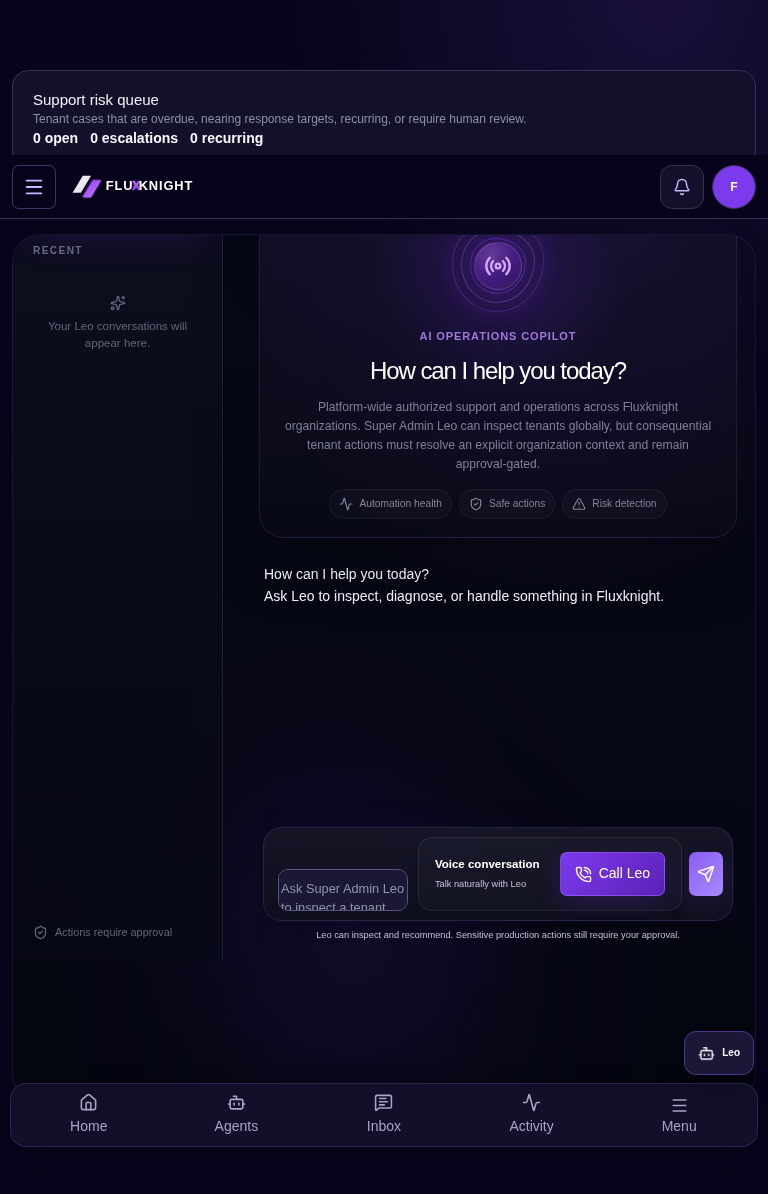 Support risk queue
Tenant cases that are overdue, nearing response targets, recurring, or require human review.
0 open 0 escalations 0 recurring
FLUXKNIGHT
F
RECENT
Your Leo conversations will
appear here.
Actions require approval
AI OPERATIONS COPILOT
How can I help you today?
Platform-wide authorized support and operations across Fluxknight
organizations. Super Admin Leo can inspect tenants globally, but consequential
tenant actions must resolve an explicit organization context and remain
approval-gated.
Automation health
Safe actions
Risk detection
How can I help you today?
Ask Leo to inspect, diagnose, or handle something in Fluxknight.
Ask Super Admin Leo
to inspect a tenant
Voice conversation
Talk naturally with Leo
Call Leo
Leo can inspect and recommend. Sensitive production actions still require your approval.
Leo
Home
Agents
Inbox
Activity
Menu